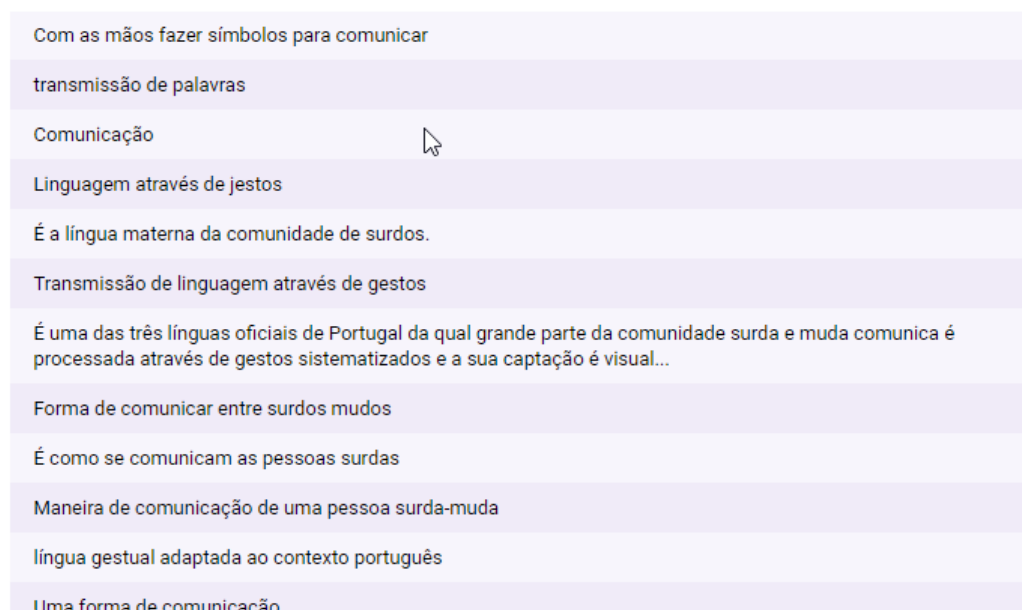 Com as mãos fazer símbolos para comunicar
transmissão de palavras
Comunicação
Linguagem através de jestos
É a língua materna da comunidade de surdos.
Transmissão de linguagem através de gestos
É uma das três línguas oficiais de Portugal da qual grande parte da comunidade surda e muda comunica é
processada através de gestos sistematizados e a sua captação é visual...
Forma de comunicar entre surdos mudos
É como se comunicam as pessoas surdas
Maneira de comunicação de uma pessoa surda-muda
língua gestual adaptada ao contexto português
Uma forma de comunicação